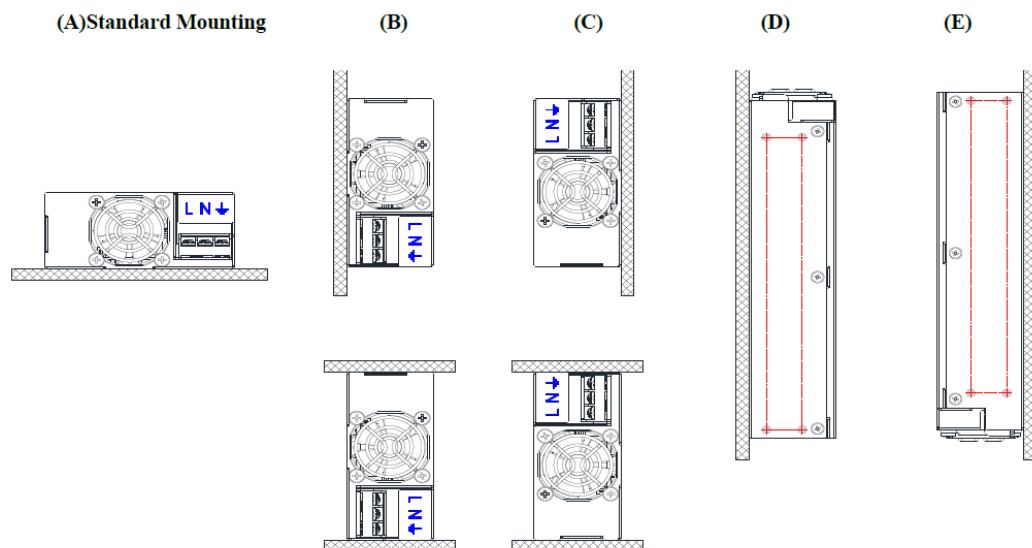 (A)Standard Mounting (B) (C) (D) (E)
L N ⏚
L N ⏚
L N ⏚
L N ⏚
L N ⏚